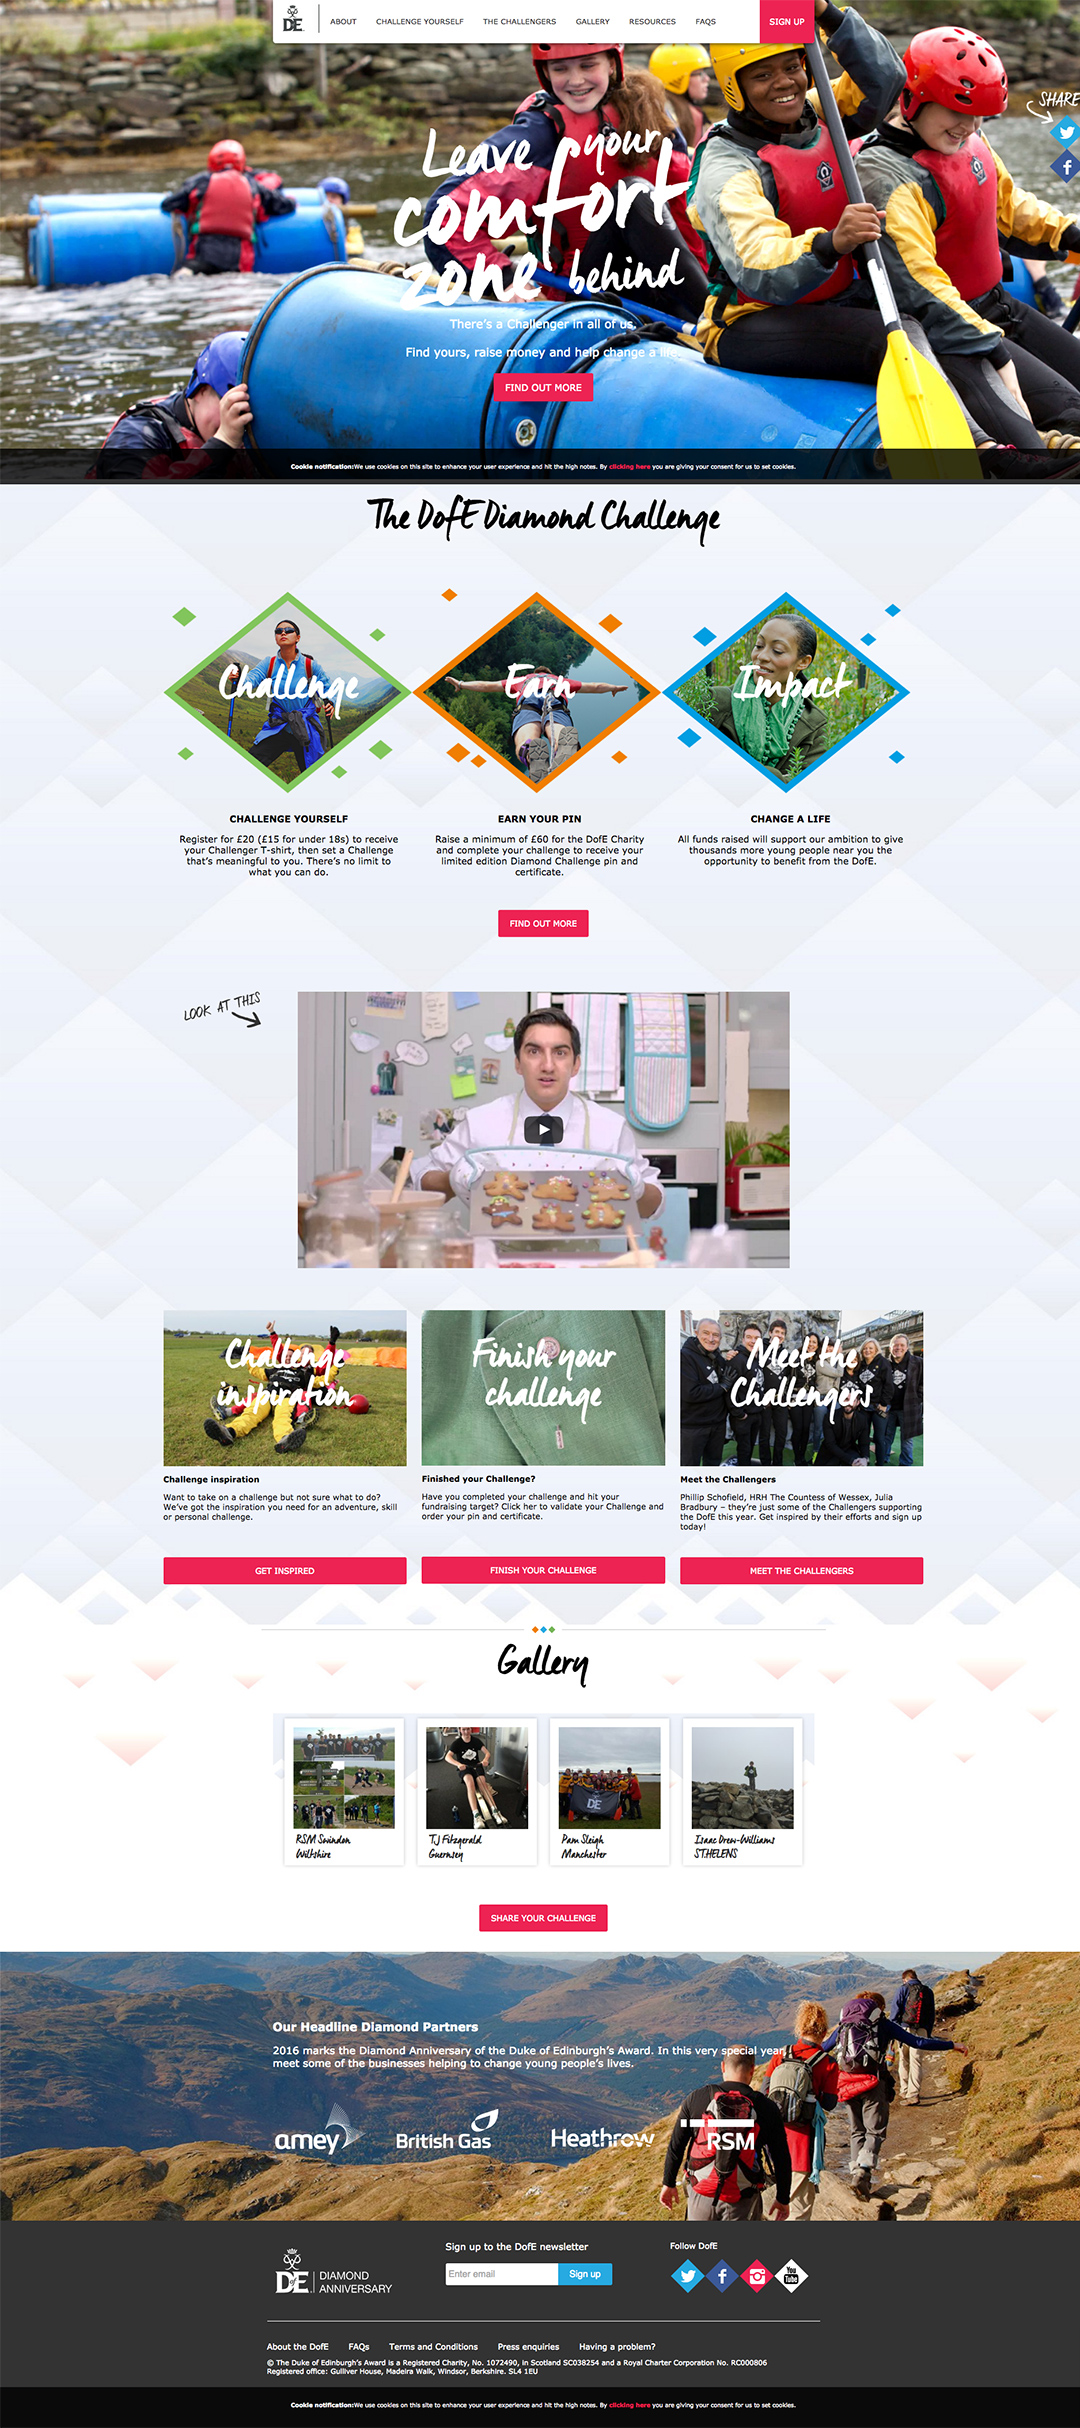 DofE
ABOUT
CHALLENGE YOURSELF
THE CHALLENGERS
GALLERY
RESOURCES
FAQS
SIGN UP
SHARE
Leave your
comfort
zone behind
There's a Challenger in all of us.
Find yours, raise money and help change a life.
FIND OUT MORE
Cookie notification:We use cookies on this site to enhance your user experience and hit the high notes. By clicking here you are giving your consent for us to set cookies.
The DofE Diamond Challenge
Challenge
Earn
Impact
CHALLENGE YOURSELF
Register for £20 (£15 for under 18s) to receive
your Challenger T-shirt, then set a Challenge
that's meaningful to you. There's no limit to
what you can do.
EARN YOUR PIN
Raise a minimum of £60 for the DofE Charity
and complete your challenge to receive your
limited edition Diamond Challenge pin and
certificate.
CHANGE A LIFE
All funds raised will support our ambition to give
thousands more young people near you the
opportunity to benefit from the DofE.
FIND OUT MORE
LOOK AT THIS
Challenge
inspiration
Finish your
challenge
Meet the
Challengers
Challenge inspiration
Want to take on a challenge but not sure what to do?
We've got the inspiration you need for an adventure, skill
or personal challenge.
Finished your Challenge?
Have you completed your challenge and hit your
fundraising target? Click her to validate your Challenge and
order your pin and certificate.
Meet the Challengers
Phillip Schofield, HRH The Countess of Wessex, Julia
Bradbury – they're just some of the Challengers supporting
the DofE this year. Get inspired by their efforts and sign up
today!
GET INSPIRED
FINISH YOUR CHALLENGE
MEET THE CHALLENGERS
Gallery
RSM Swindon
Wiltshire
TJ Fitzgerald
Guernsey
Pam Sleigh
Manchester
Isaac Drew-Williams
ST.HELENS
SHARE YOUR CHALLENGE
Our Headline Diamond Partners
2016 marks the Diamond Anniversary of the Duke of Edinburgh's Award. In this very special year,
meet some of the businesses helping to change young people's lives.
amey
British Gas
Heathrow
RSM
DofE
DIAMOND
ANNIVERSARY
Sign up to the DofE newsletter
Enter email
Sign up
Follow DofE
You
Tube
About the DofE
FAQs
Terms and Conditions
Press enquiries
Having a problem?
© The Duke of Edinburgh's Award is a Registered Charity, No. 1072490, in Scotland SC038254 and a Royal Charter Corporation No. RC000806
Registered office: Gulliver House, Madeira Walk, Windsor, Berkshire. SL4 1EU
Cookie notification:We use cookies on this site to enhance your user experience and hit the high notes. By clicking here you are giving your consent for us to set cookies.